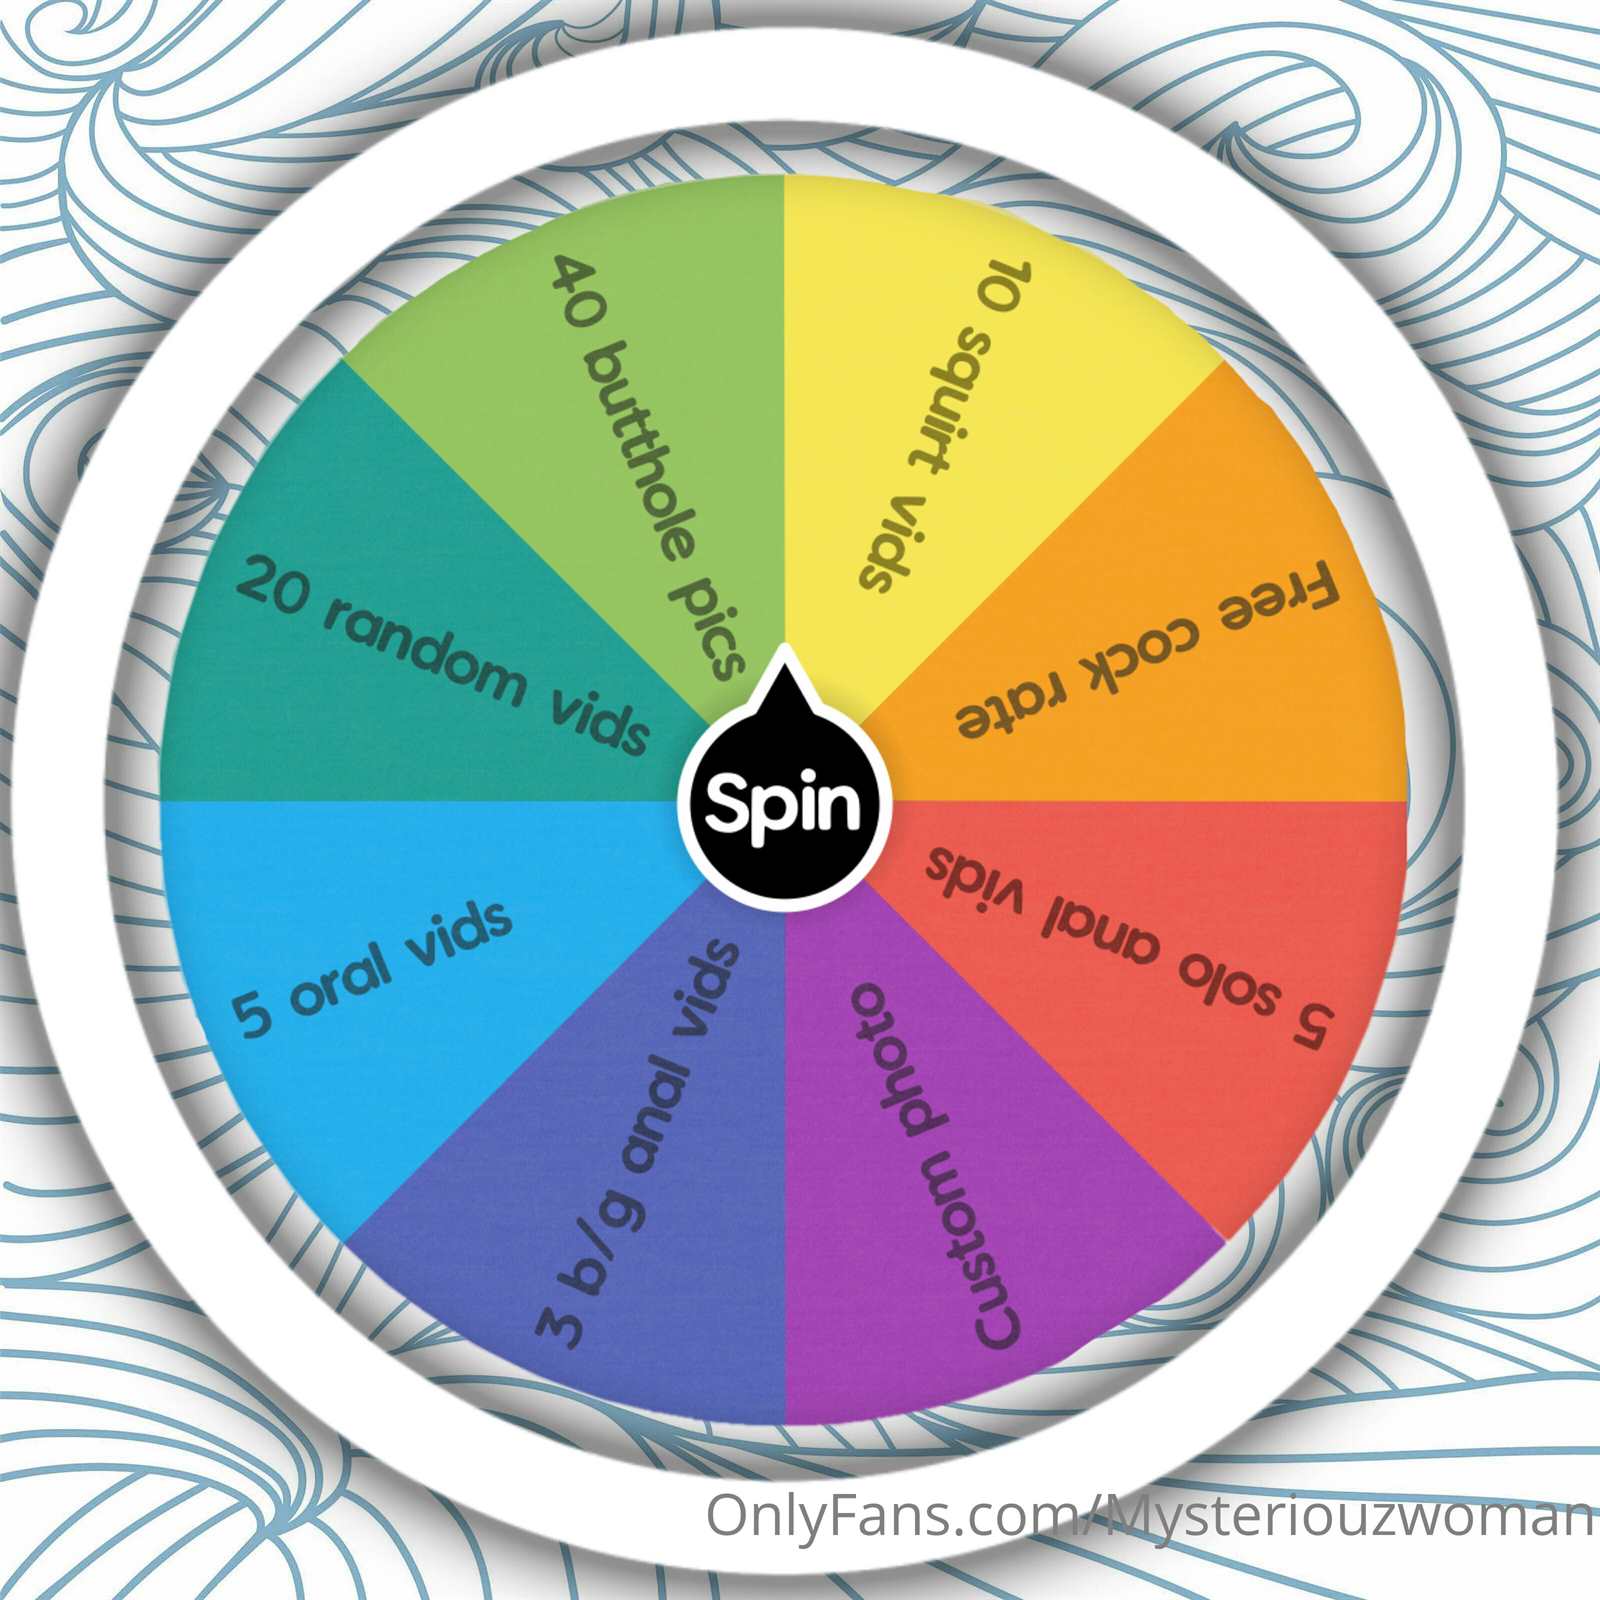 10 squirt vids
Free cock rate
5 solo anal vids
Custom photo
3 b/g anal vids
5 oral vids
20 random vids
40 butthole pics
Spin
OnlyFans.com/Mysteriouzwoman